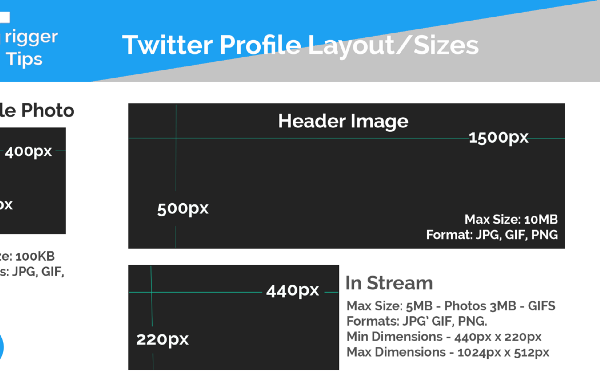 rigger
Tips
Twitter Profile Layout/Sizes
le Photo
400px
px
ze: 100KB
s: JPG, GIF,
Header Image
1500px
500px
Max Size: 10MB
Format: JPG, GIF, PNG
440px
220px
In Stream
Max Size: 5MB - Photos 3MB - GIFS
Formats: JPG' GIF, PNG.
Min Dimensions - 440px x 220px
Max Dimensions - 1024px x 512px